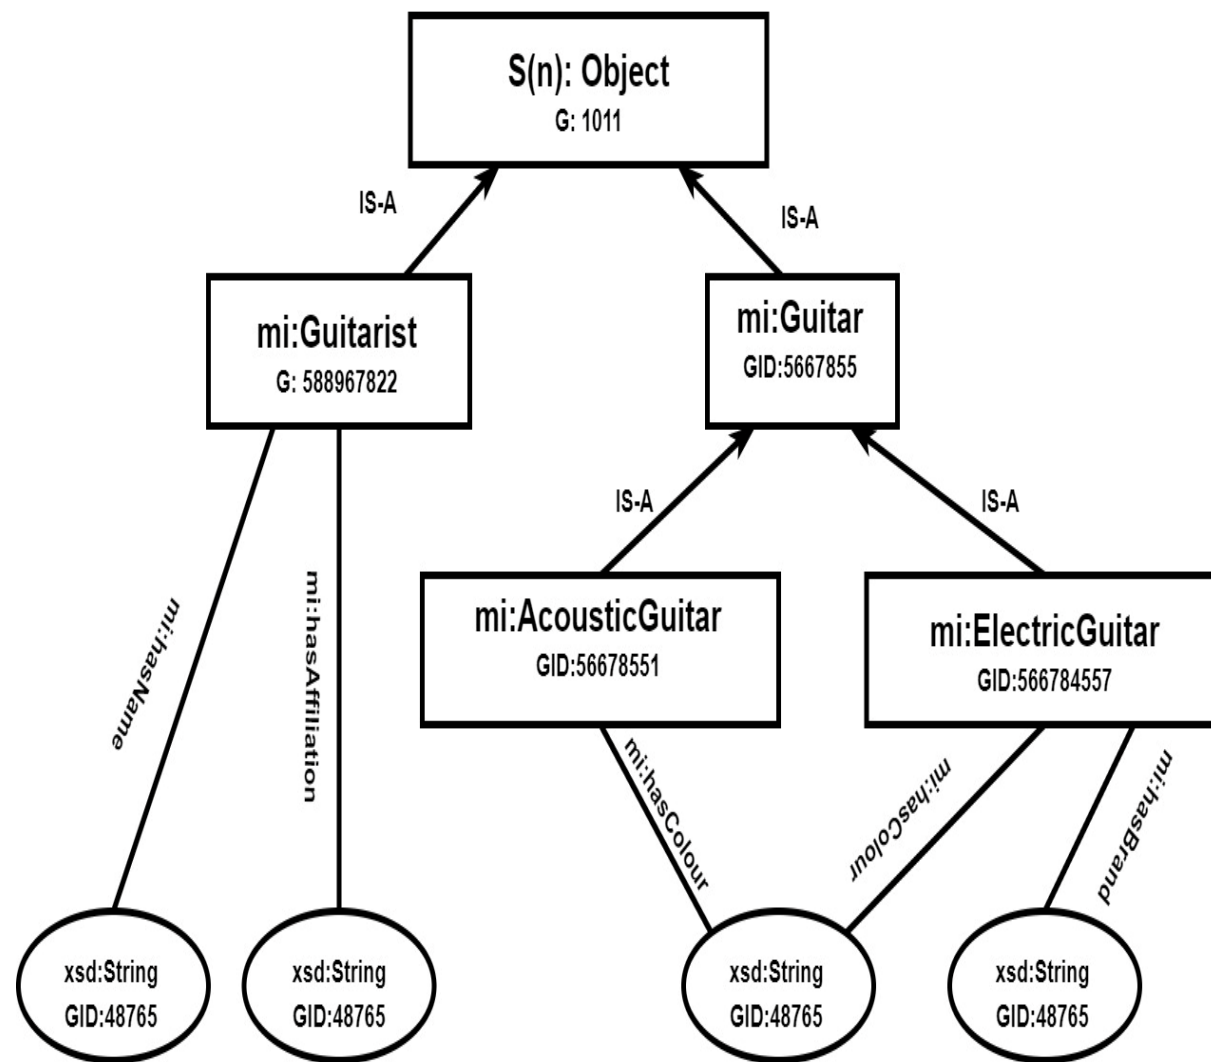 S(n): Object
G: 1011
IS-A
IS-A
mi:Guitarist
G: 588967822
mi:Guitar
GID:5667855
IS-A
IS-A
mi:AcousticGuitar
GID:56678551
mi:ElectricGuitar
GID:566784557
mi:hasName
mi:hasAffiliation
mi:hasColour
mi:hasColour
mi:hasBrand
xsd:String
GID:48765
xsd:String
GID:48765
xsd:String
GID:48765
xsd:String
GID:48765